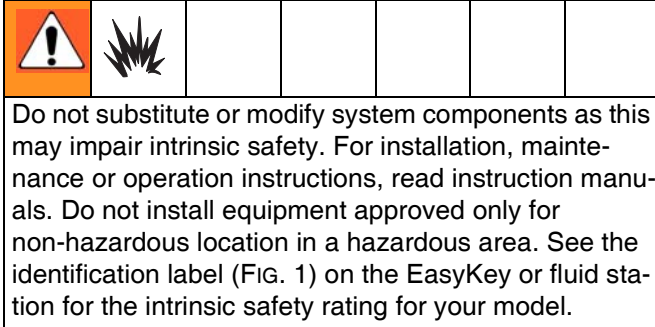 Do not substitute or modify system components as this
may impair intrinsic safety. For installation, mainte-
nance or operation instructions, read instruction manu-
als. Do not install equipment approved only for
non-hazardous location in a hazardous area. See the
identification label (FIG. 1) on the EasyKey or fluid sta-
tion for the intrinsic safety rating for your model.